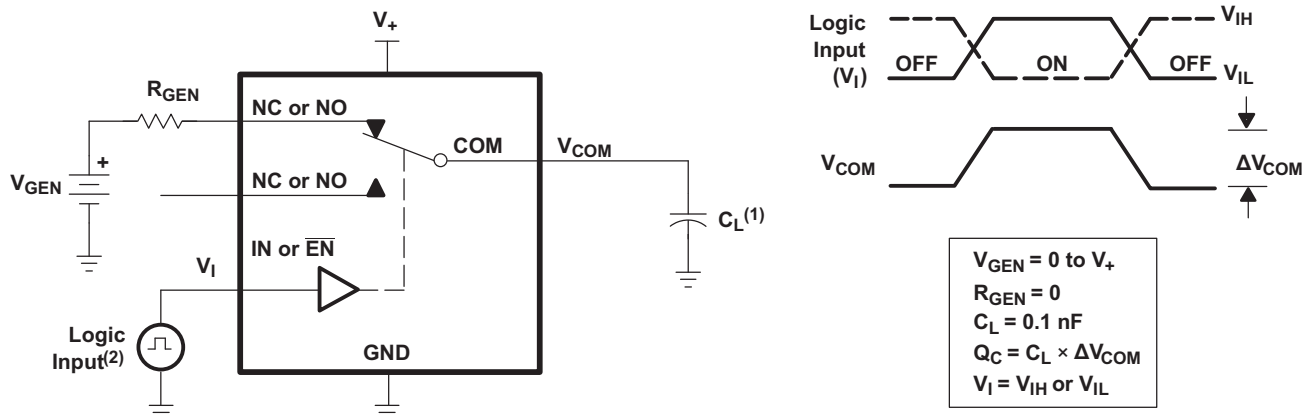 V+
RGEN
NC or NO
COM
VCOM
VGEN
+
NC or NO
CL(1)
IN or EN
VI
Logic
Input(2)
GND
Logic
Input
(VI)
VIH
OFF
ON
OFF
VIL
VCOM
ΔVCOM
VGEN = 0 to V+
RGEN = 0
CL = 0.1 nF
QC = CL × ΔVCOM
VI = VIH or VIL